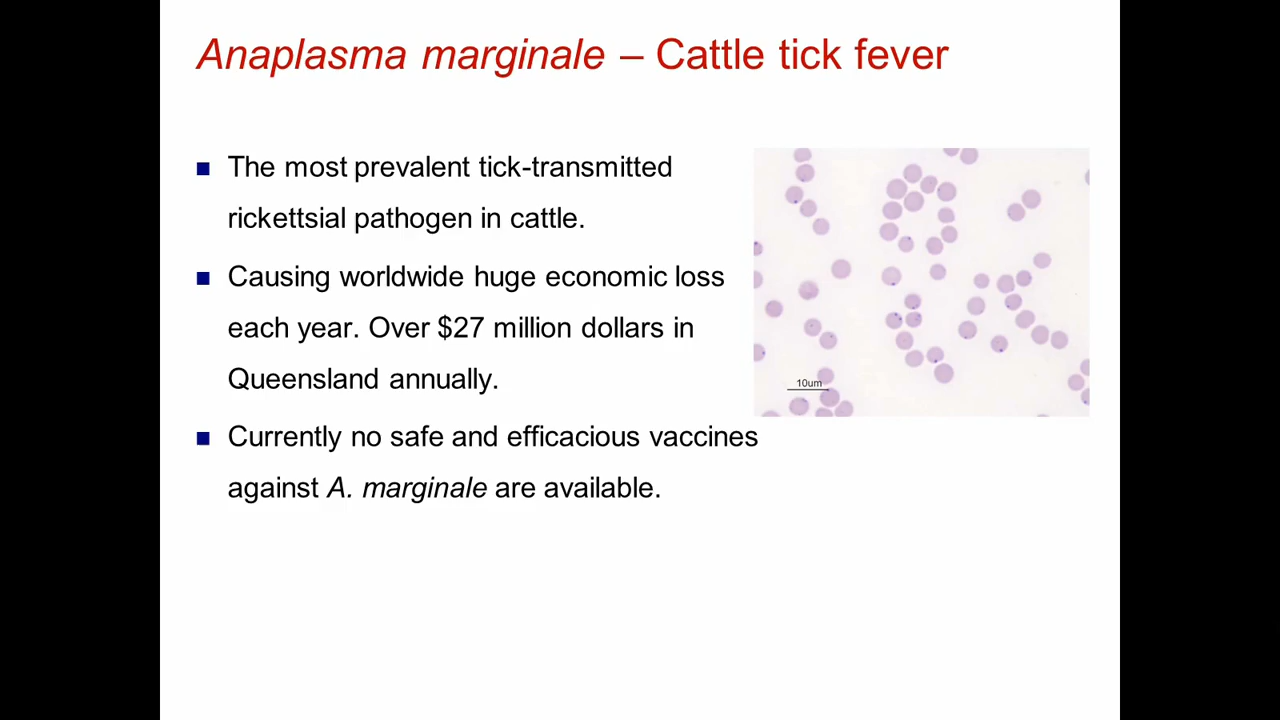 Anaplasma marginale – Cattle tick fever
The most prevalent tick-transmitted
rickettsial pathogen in cattle.
Causing worldwide huge economic loss
each year. Over $27 million dollars in
Queensland annually.
10um
Currently no safe and efficacious vaccines
against A. marginale are available.